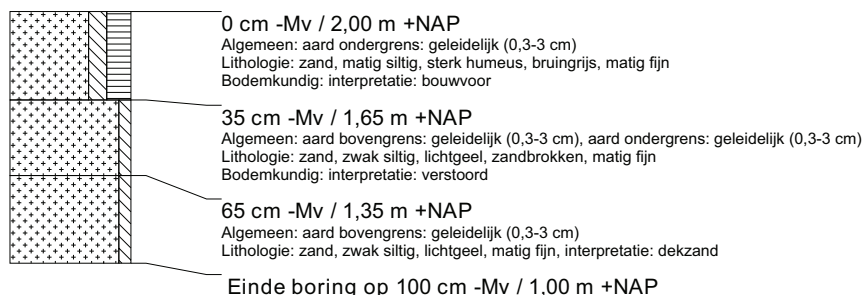 0 cm -Mv / 2,00 m +NAP
Algemeen: aard ondergrens: geleidelijk (0,3-3 cm)
Lithologie: zand, matig siltig, sterk humeus, bruingrijs, matig fijn
Bodemkundig: interpretatie: bouwvoor
35 cm -Mv / 1,65 m +NAP
Algemeen: aard bovengrens: geleidelijk (0,3-3 cm), aard ondergrens: geleidelijk (0,3-3 cm)
Lithologie: zand, zwak siltig, lichtgeel, zandbrokken, matig fijn
Bodemkundig: interpretatie: verstoord
65 cm -Mv / 1,35 m +NAP
Algemeen: aard bovengrens: geleidelijk (0,3-3 cm)
Lithologie: zand, zwak siltig, lichtgeel, matig fijn, interpretatie: dekzand
Einde boring op 100 cm -Mv / 1,00 m +NAP